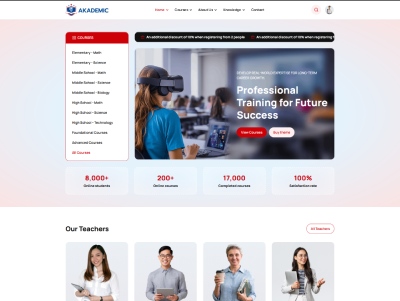 AKADEMIC
Home
Courses
About Us
Knowledge
Contact
COURSES
An additional discount of 10% when registering from 2 people
An additional discount of 10% when registering from 2
Elementary - Math
Elementary - Science
Middle School - Math
Middle School - Science
Middle School - Biology
High School - Math
High School - Science
High School - Technology
Foundational Courses
Advanced Courses
All Courses
Professional
Training for Future
Success
View Courses
Buy theme
8,000+
Online students
200+
Online courses
17,000
Completed courses
100%
Satisfaction rate
Our Teachers
All Teachers